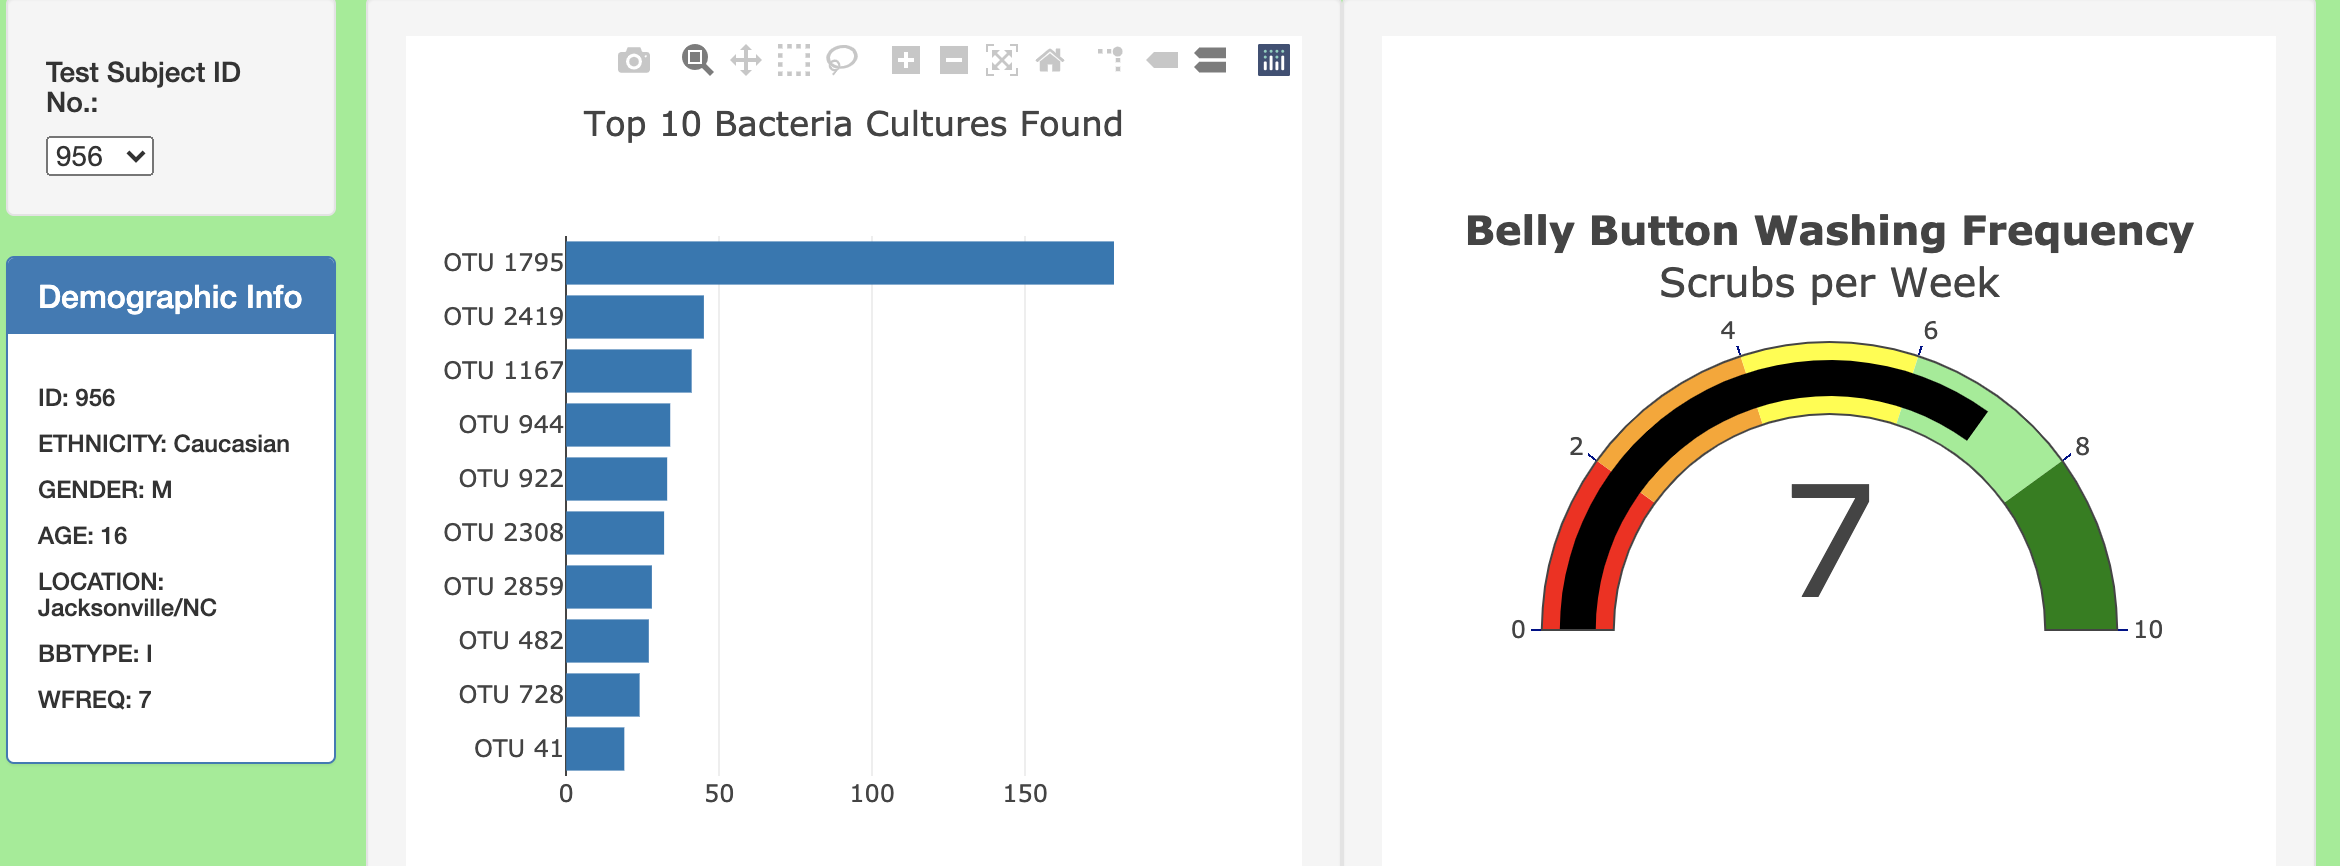 Test Subject ID
No.:
956
Demographic Info
ID: 956
ETHNICITY: Caucasian
GENDER: M
AGE: 16
LOCATION:
Jacksonville/NC
BBTYPE: I
WFREQ: 7
Top 10 Bacteria Cultures Found
OTU 1795
OTU 2419
OTU 1167
OTU 944
OTU 922
OTU 2308
OTU 2859
OTU 482
OTU 728
OTU 41
0 50 100 150
Belly Button Washing Frequency
Scrubs per Week
4 6
2 8
7
0 10